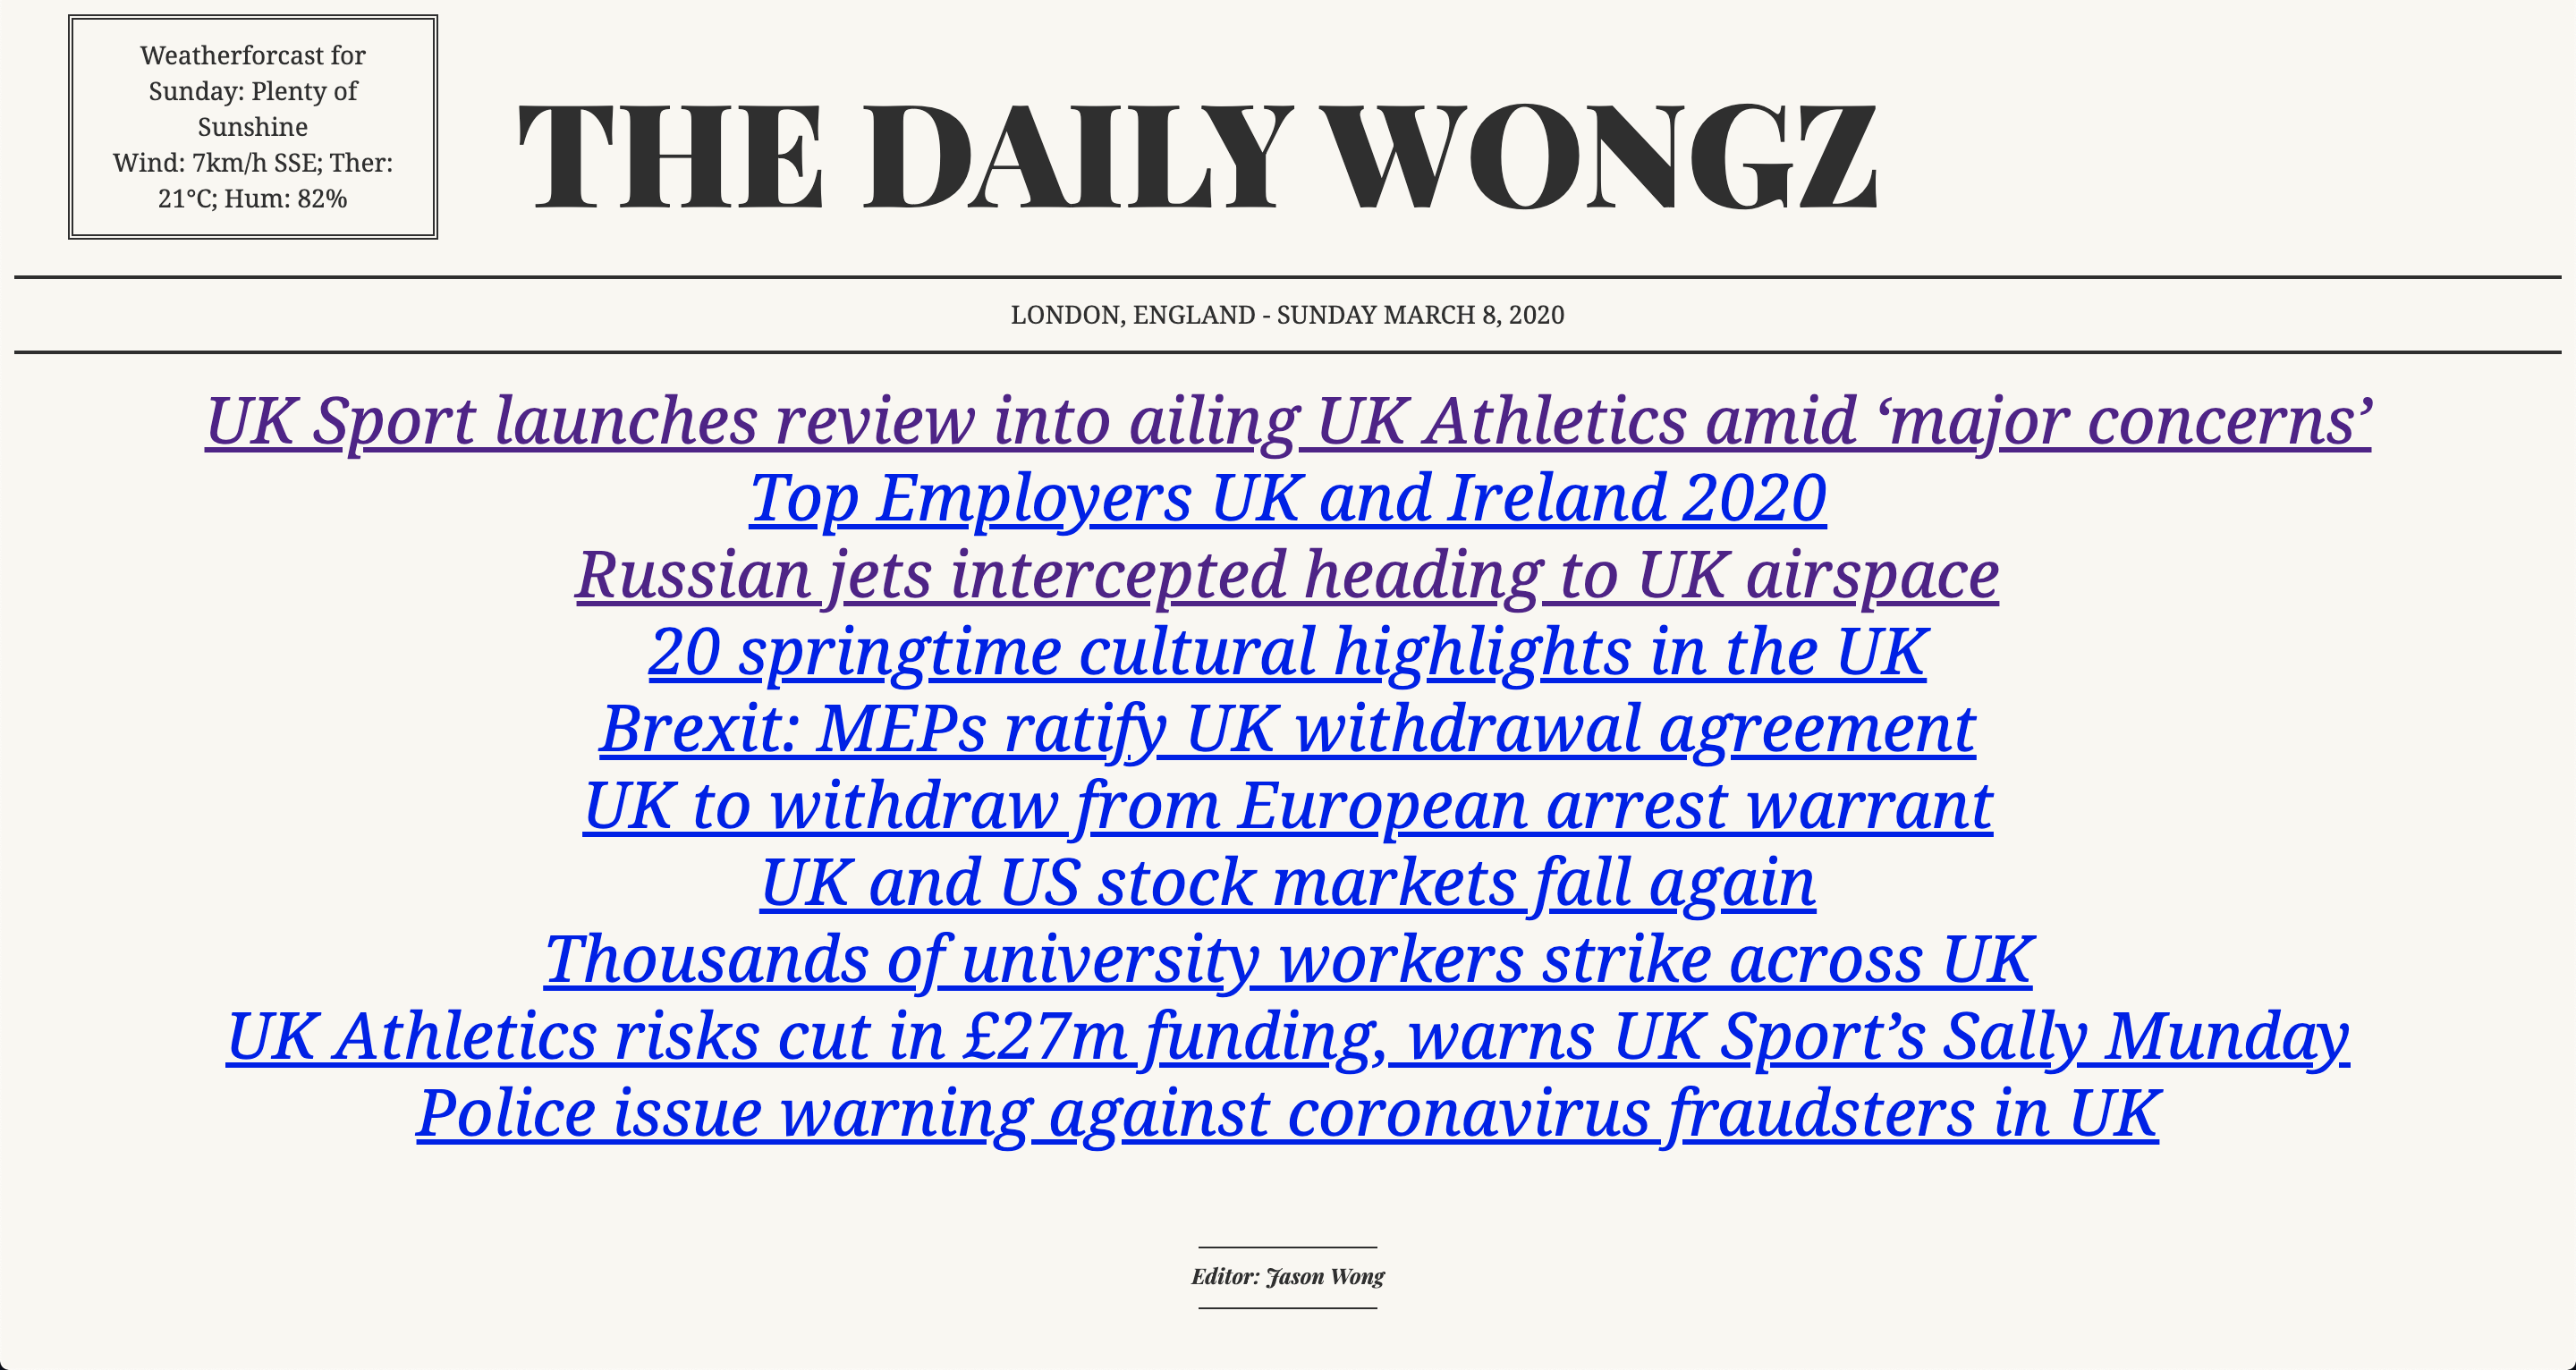 Weatherforcast for
Sunday: Plenty of
Sunshine
Wind: 7km/h SSE; Ther:
21°C; Hum: 82%
THE DAILY WONGZ
LONDON, ENGLAND - SUNDAY MARCH 8, 2020
UK Sport launches review into ailing UK Athletics amid ‘major concerns’
Top Employers UK and Ireland 2020
Russian jets intercepted heading to UK airspace
20 springtime cultural highlights in the UK
Brexit: MEPs ratify UK withdrawal agreement
UK to withdraw from European arrest warrant
UK and US stock markets fall again
Thousands of university workers strike across UK
UK Athletics risks cut in £27m funding, warns UK Sport’s Sally Munday
Police issue warning against coronavirus fraudsters in UK
Editor: Jason Wong